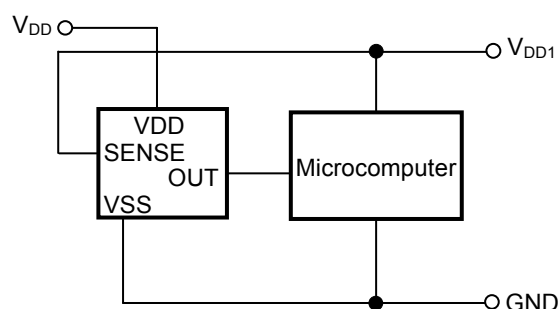 VDD
VDD1
VDD
SENSE
OUT
VSS
Microcomputer
GND